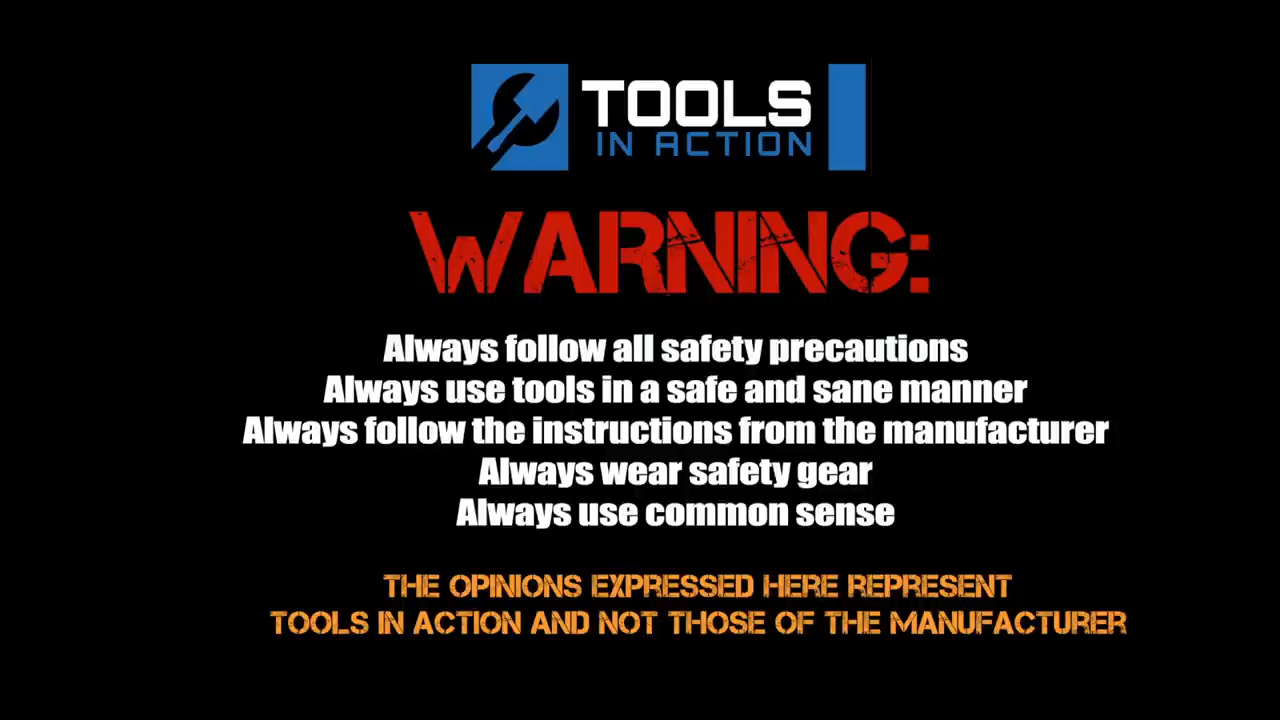 TOOLS
IN ACTION
WARNING:
Always follow all safety precautions
Always use tools in a safe and sane manner
Always follow the instructions from the manufacturer
Always wear safety gear
Always use common sense
THE OPINIONS EXPRESSED HERE REPRESENT
TOOLS IN ACTION AND NOT THOSE OF THE MANUFACTURER